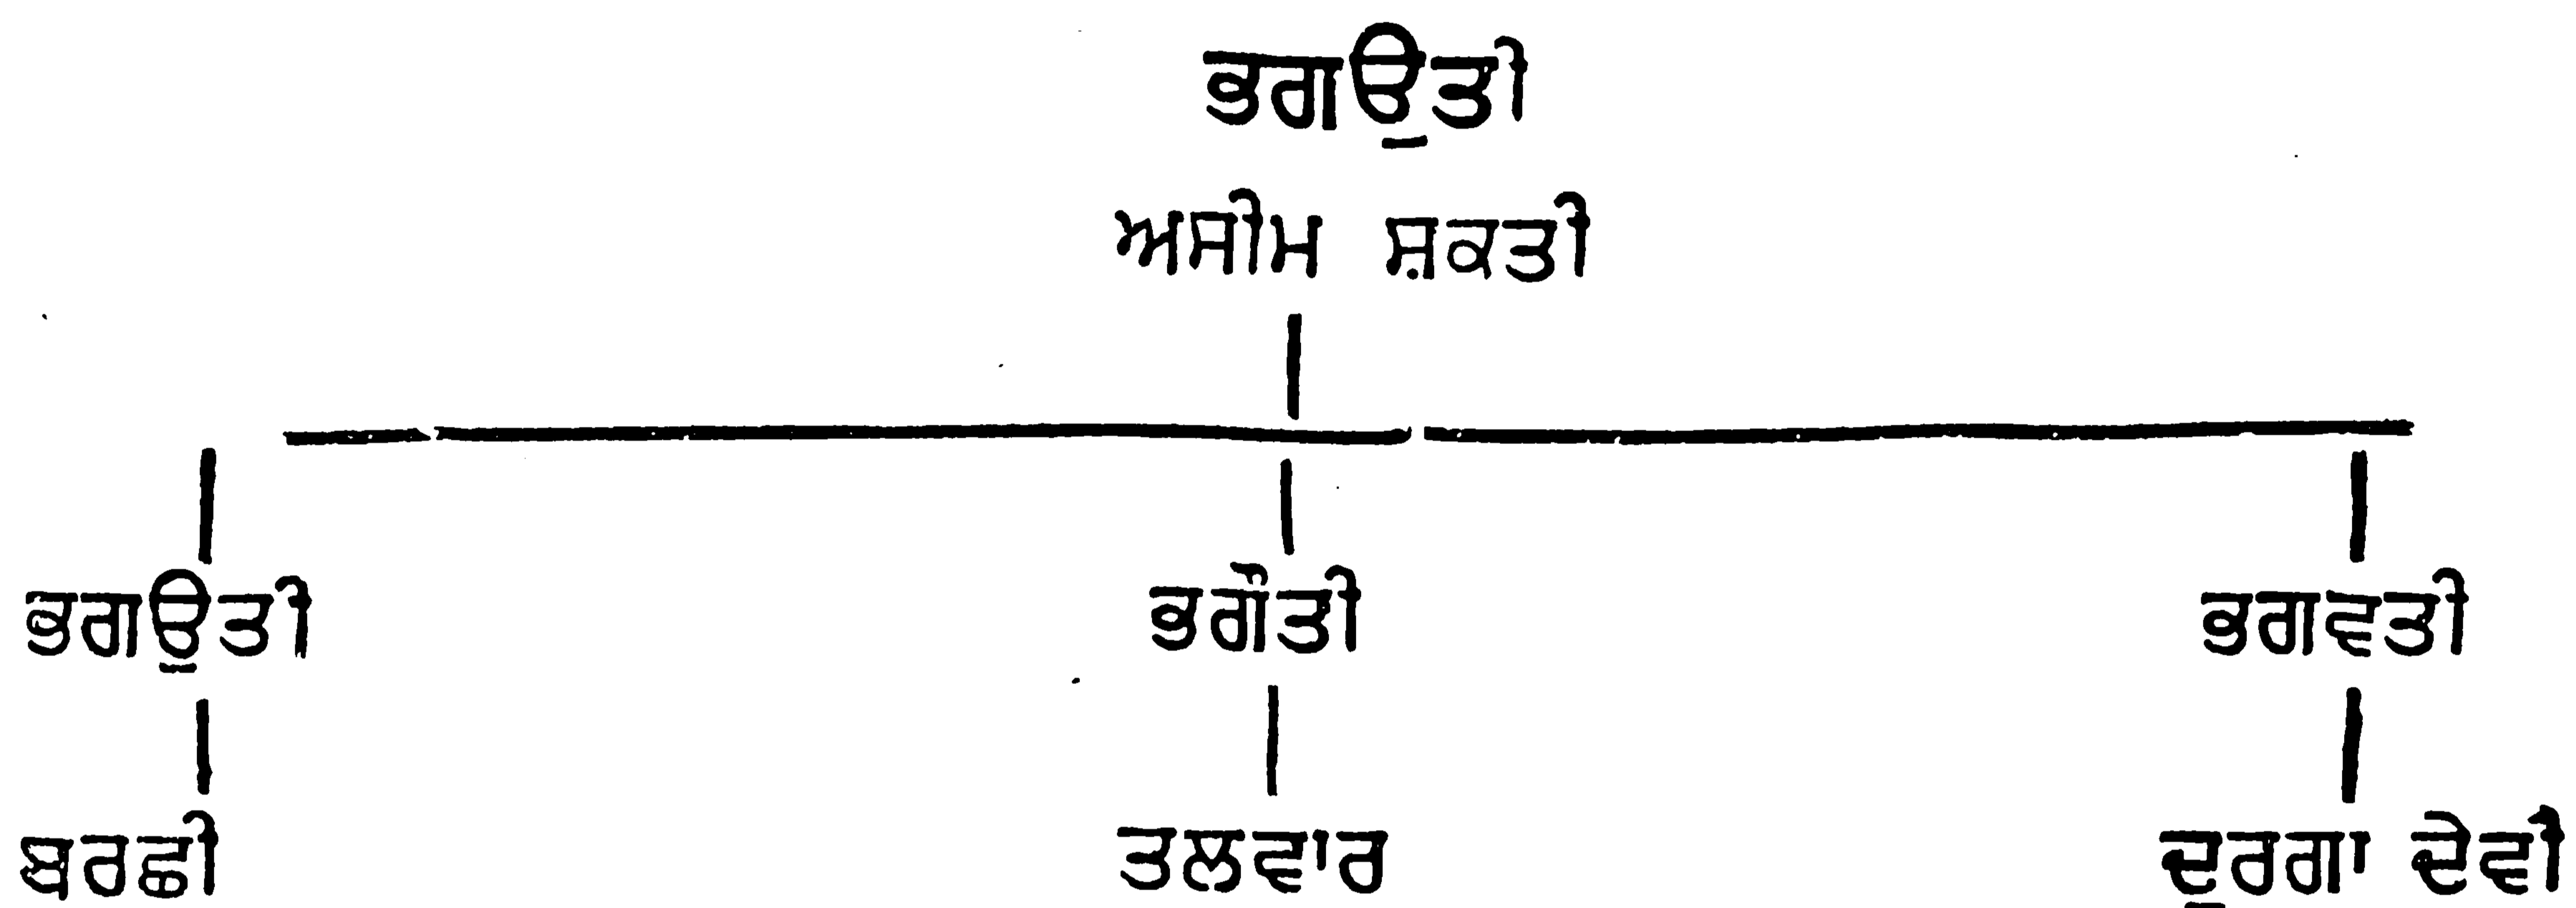 ਭਗਉਤੀ
ਅਸੀਮ ਸ਼ਕਤੀ
ਭਗਉਤੀ ਭਗੌਤੀ ਭਗਵਤੀ
ਬਰਛੀ ਤਲਵਾਰ ਦੁਰਗਾ ਦੇਵੀ